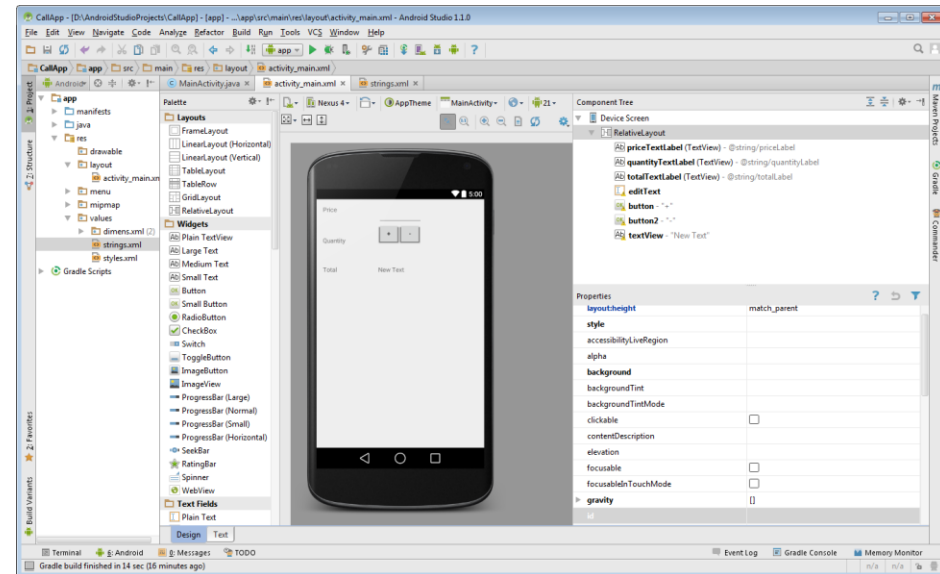 CallApp - [D:\AndroidStudioProjects\CallApp] - [app] - ...\app\src\main\res\layout\activity_main.xml - Android Studio 1.1.0
File Edit View Navigate Code Analyze Refactor Build Run Tools VCS Window Help
app
CallApp app src main res layout activity_main.xml
Android MainActivity.java activity_main.xml strings.xml
1: Project
2: Structure
2: Favorites
Build Variants
app
manifests
java
res
drawable
layout
activity_main.xn
menu
mipmap
values
dimens.xml (2)
strings.xml
styles.xml
Gradle Scripts
Palette
Layouts
FrameLayout
LinearLayout (Horizontal)
LinearLayout (Vertical)
TableLayout
TableRow
GridLayout
RelativeLayout
Widgets
Plain TextView
Large Text
Medium Text
Small Text
Button
Small Button
RadioButton
CheckBox
Switch
ToggleButton
ImageButton
ImageView
ProgressBar (Large)
ProgressBar (Normal)
ProgressBar (Small)
ProgressBar (Horizontal)
SeekBar
RatingBar
Spinner
WebView
Text Fields
Plain Text
Nexus 4 AppTheme MainActivity 21
5:00
Price
Quantity + -
Total New Text
Design Text
Component Tree
Device Screen
RelativeLayout
priceTextLabel (TextView) - @string/priceLabel
quantityTextLabel (TextView) - @string/quantityLabel
totalTextLabel (TextView) - @string/totalLabel
editText
button - "+"
button2 - "-"
textView - "New Text"
Properties
layout:height match_parent
style
accessibilityLiveRegion
alpha
background
backgroundTint
backgroundTintMode
clickable
contentDescription
elevation
focusable
focusableInTouchMode
gravity []
id
m Maven Projects
Gradle
Commander
Terminal 6: Android 0: Messages TODO Event Log Gradle Console Memory Monitor
Gradle build finished in 14 sec (16 minutes ago) n/a n/a